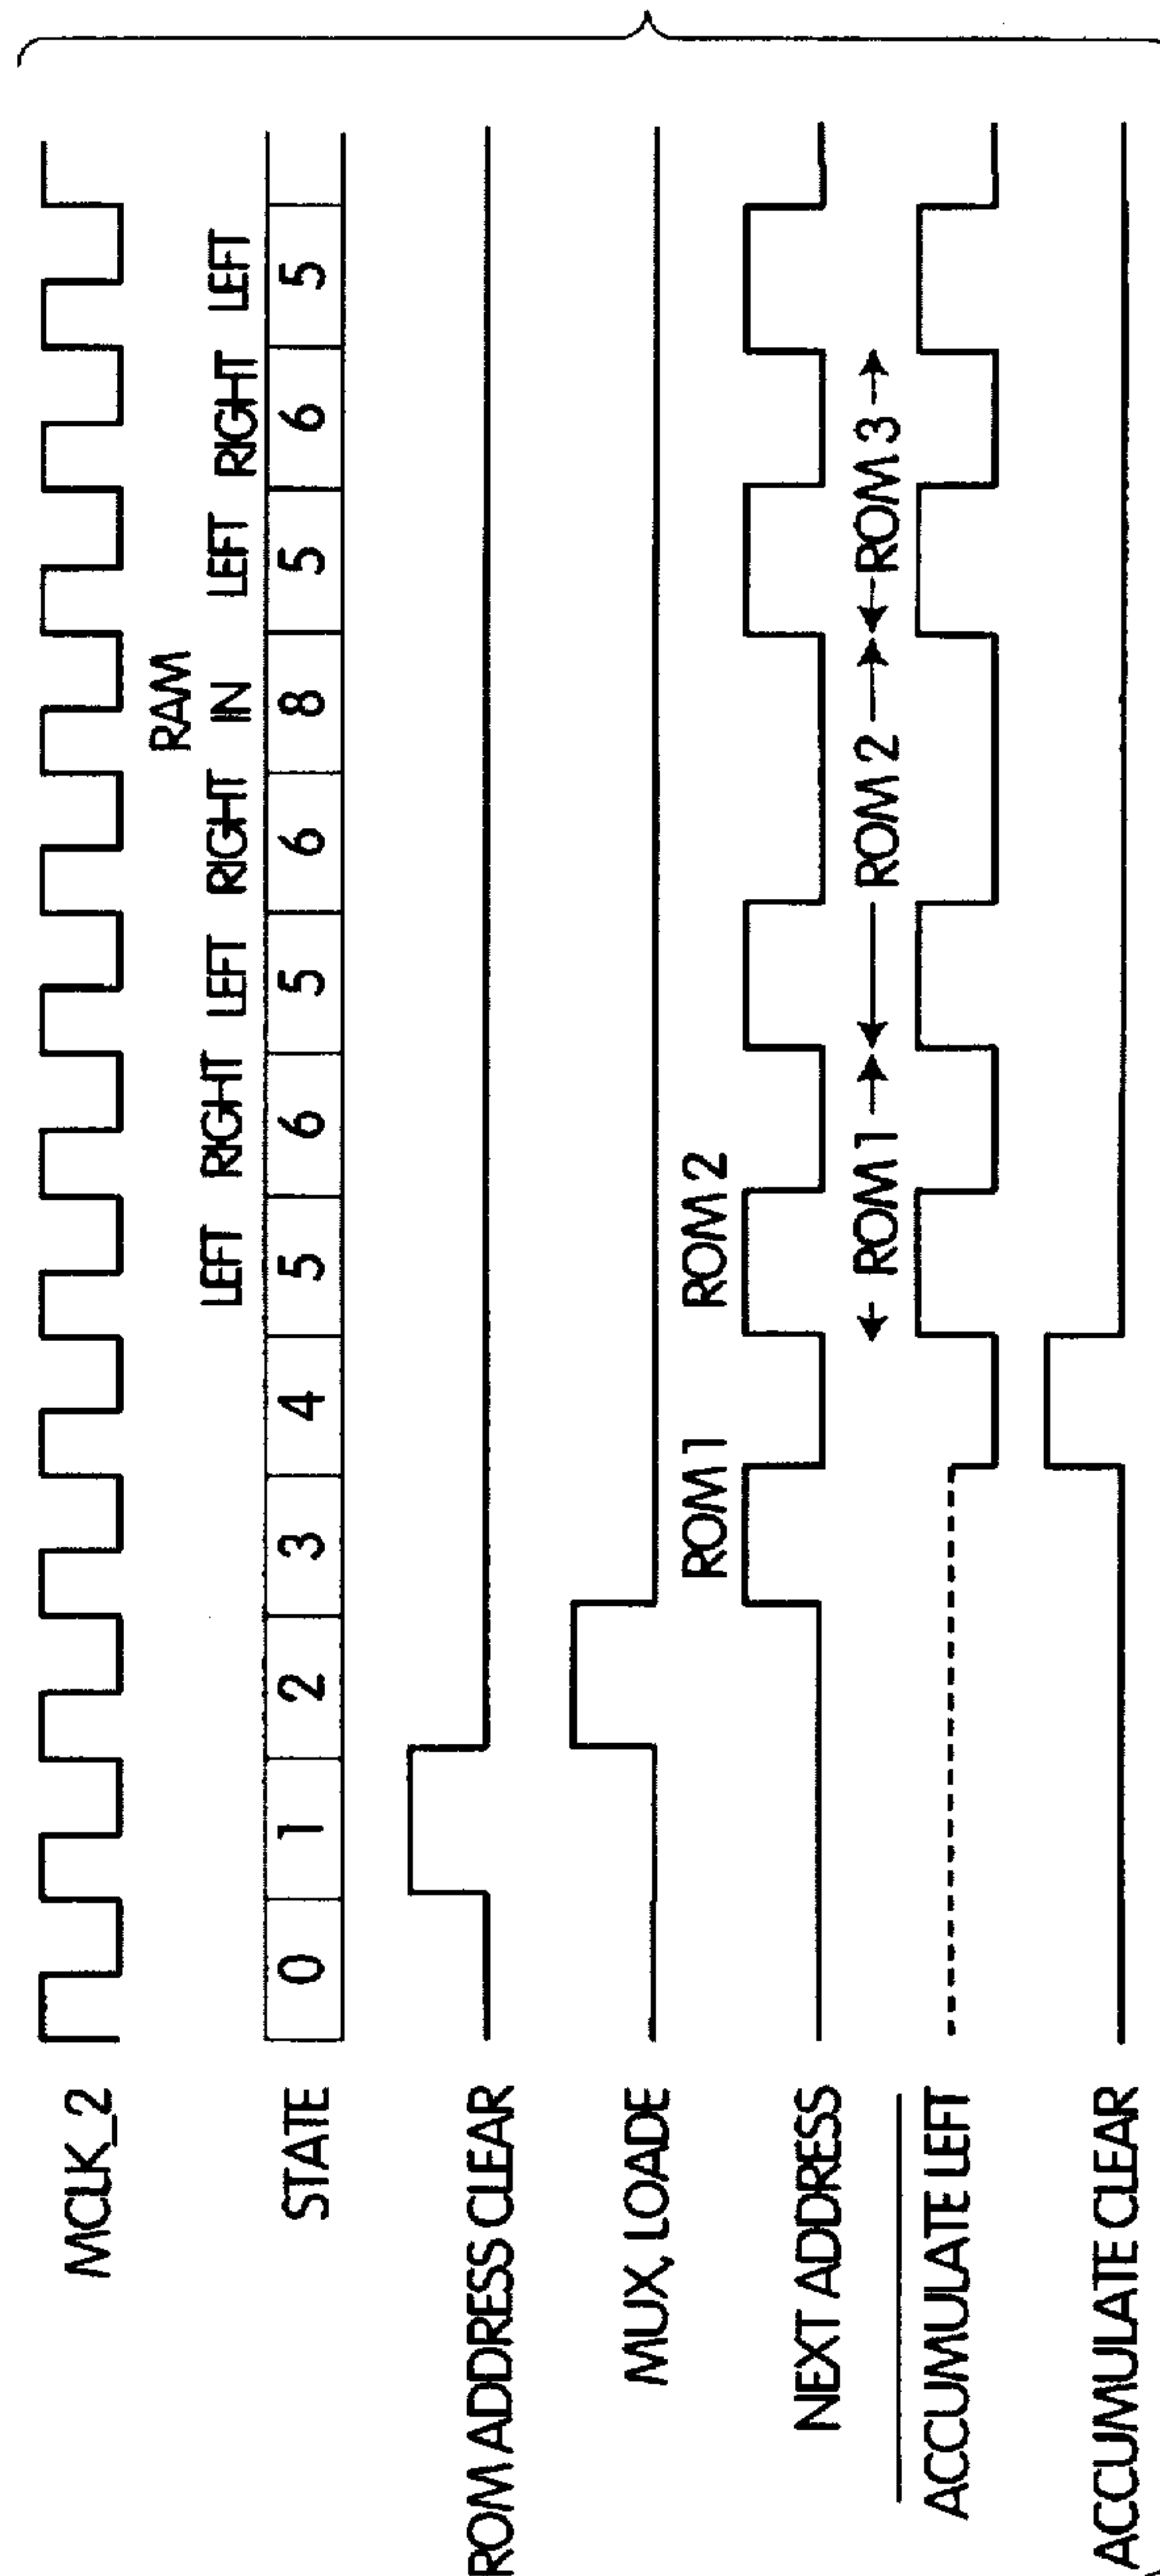 MCLK_2
RAM
LEFT RIGHT LEFT RIGHT IN LEFT RIGHT LEFT
STATE 0 1 2 3 4 5 6 5 6 8 5 6 5
ROM ADDRESS CLEAR
MUX, LOADE
ROM 1 ROM 2
NEXT ADDRESS
ROM 1 ROM 2 ROM 3
ACCUMULATE LEFT
ACCUMULATE CLEAR